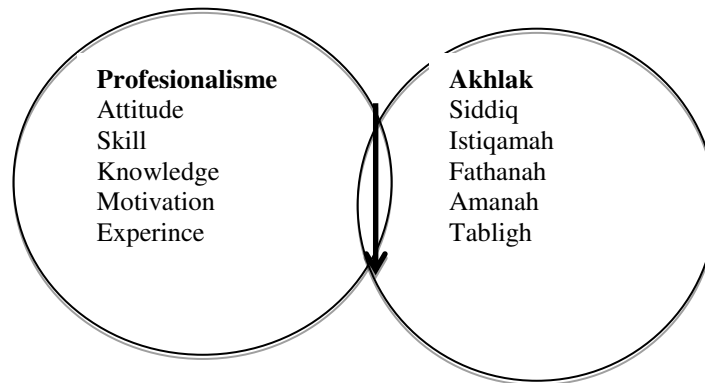 Profesionalisme
Attitude
Skill
Knowledge
Motivation
Experince
Akhlak
Siddiq
Istiqamah
Fathanah
Amanah
Tabligh